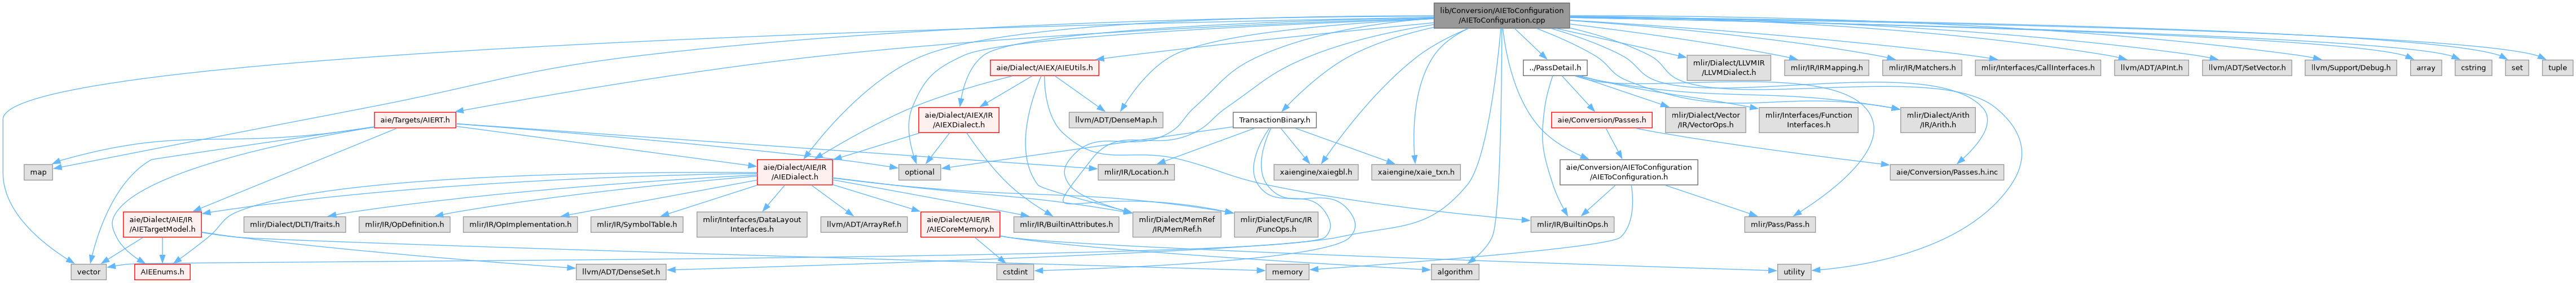 lib/Conversion/AIEToConfiguration
/AIEToConfiguration.cpp
aie/Dialect/AIEX/AIEUtils.h
../PassDetail.h
mlir/Dialect/LLVMIR
/LLVMDialect.h
mlir/IR/IRMapping.h
mlir/IR/Matchers.h
mlir/Interfaces/CallInterfaces.h
llvm/ADT/APInt.h
llvm/ADT/SetVector.h
llvm/Support/Debug.h
array
cstring
set
tuple
aie/Targets/AIERT.h
aie/Dialect/AIEX/IR
/AIEXDialect.h
llvm/ADT/DenseMap.h
TransactionBinary.h
aie/Conversion/Passes.h
mlir/Dialect/Vector
/IR/VectorOps.h
mlir/Interfaces/Function
Interfaces.h
mlir/Dialect/Arith
/IR/Arith.h
map
aie/Dialect/AIE/IR
/AIEDialect.h
optional
mlir/IR/Location.h
xaiengine/xaiegbl.h
xaiengine/xaie_txn.h
aie/Conversion/AIEToConfiguration
/AIEToConfiguration.h
aie/Conversion/Passes.h.inc
aie/Dialect/AIE/IR
/AIETargetModel.h
mlir/Dialect/DLTI/Traits.h
mlir/IR/OpDefinition.h
mlir/IR/OpImplementation.h
mlir/IR/SymbolTable.h
mlir/Interfaces/DataLayout
Interfaces.h
llvm/ADT/ArrayRef.h
aie/Dialect/AIE/IR
/AIECoreMemory.h
mlir/IR/BuiltinAttributes.h
mlir/Dialect/MemRef
/IR/MemRef.h
mlir/Dialect/Func/IR
/FuncOps.h
mlir/IR/BuiltinOps.h
mlir/Pass/Pass.h
vector
AIEEnums.h
llvm/ADT/DenseSet.h
cstdint
memory
algorithm
utility